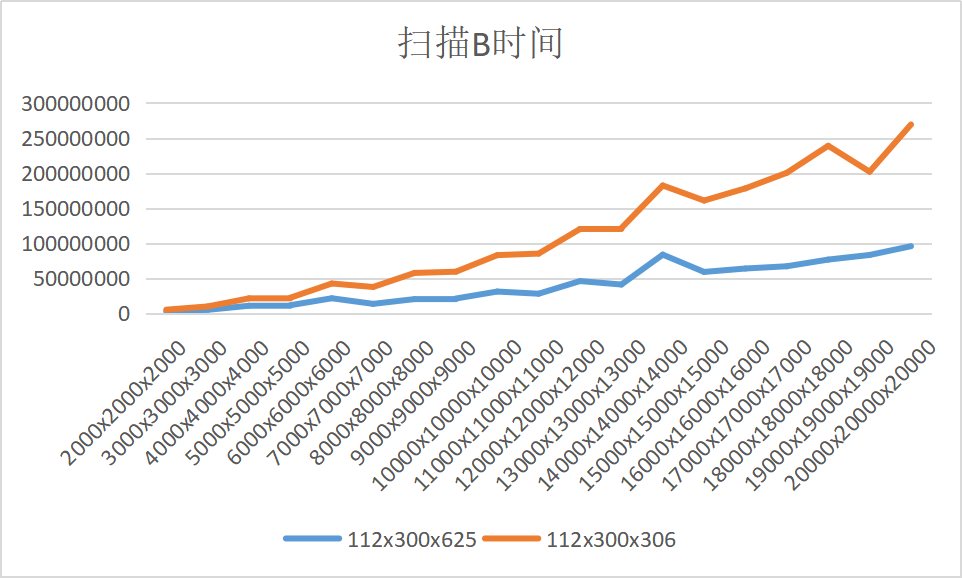 扫描B时间
300000000
250000000
200000000
150000000
100000000
50000000
0
2000x2000x2000
3000x3000x3000
4000x4000x4000
5000x5000x5000
6000x6000x6000
7000x7000x7000
8000x8000x8000
9000x9000x9000
10000x10000x10000
11000x11000x11000
12000x12000x12000
13000x13000x13000
14000x14000x14000
15000x15000x15000
16000x16000x16000
17000x17000x17000
18000x18000x18000
19000x19000x19000
20000x20000x20000
112x300x625 112x300x306